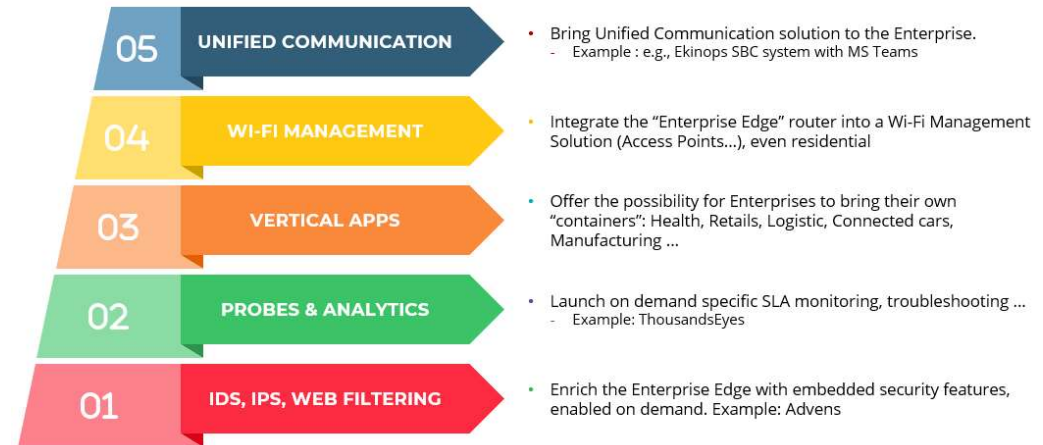 05
UNIFIED COMMUNICATION
• Bring Unified Communication solution to the Enterprise.
- Example : e.g., Ekinops SBC system with MS Teams
04
WI-FI MANAGEMENT
• Integrate the “Enterprise Edge” router into a Wi-Fi Management
Solution (Access Points...), even residential
03
VERTICAL APPS
• Offer the possibility for Enterprises to bring their own
“containers”: Health, Retails, Logistic, Connected cars,
Manufacturing ...
02
PROBES & ANALYTICS
• Launch on demand specific SLA monitoring, troubleshooting ...
- Example: ThousandsEyes
01
IDS, IPS, WEB FILTERING
• Enrich the Enterprise Edge with embedded security features,
enabled on demand. Example: Advens